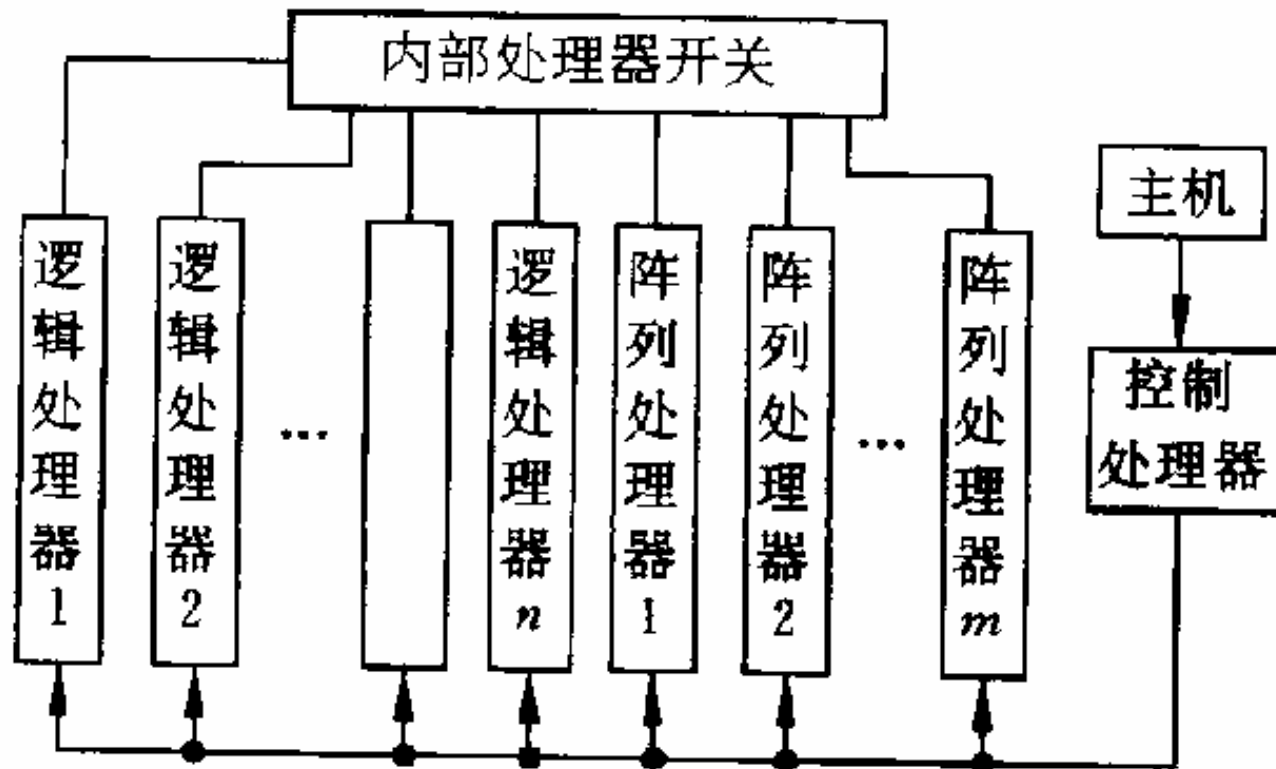 内部处理器开关
主机
逻辑处理器1
逻辑处理器2
…
逻辑处理器n
阵列处理器1
阵列处理器2
…
阵列处理器m
控制
处理器